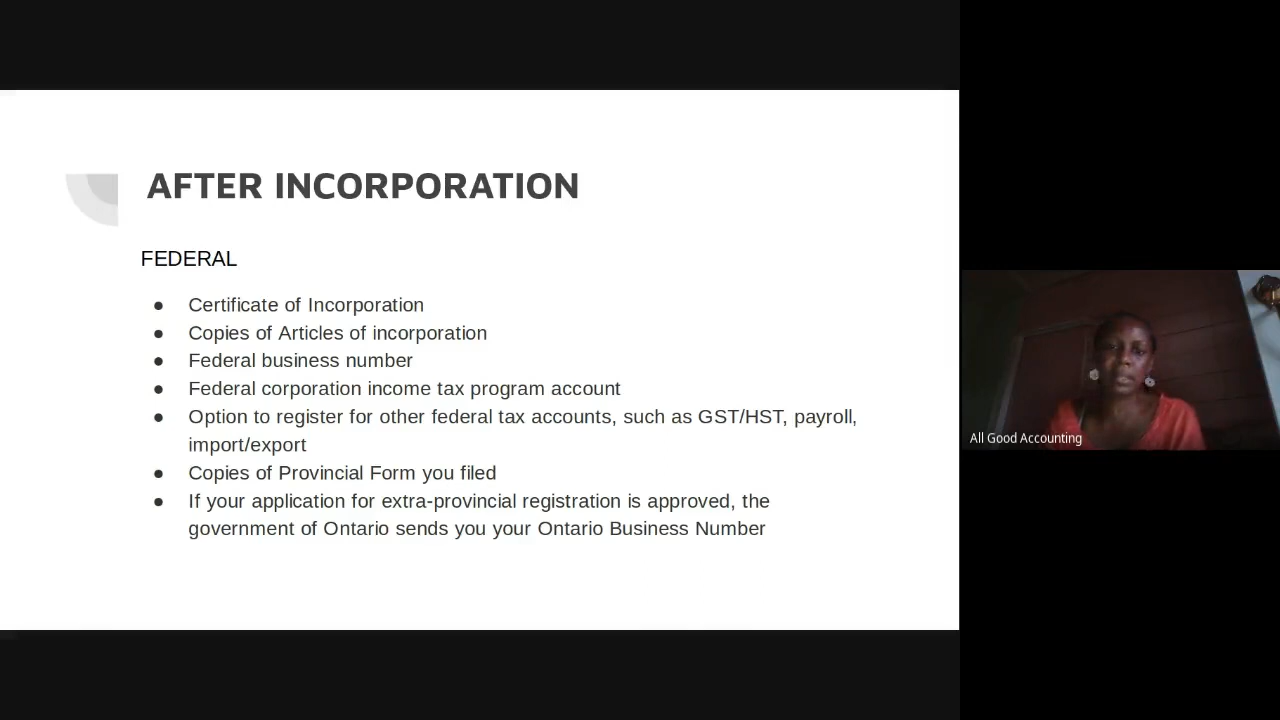 AFTER INCORPORATION
FEDERAL
● Certificate of Incorporation
● Copies of Articles of incorporation
● Federal business number
● Federal corporation income tax program account
● Option to register for other federal tax accounts, such as GST/HST, payroll,
import/export
● Copies of Provincial Form you filed
● If your application for extra-provincial registration is approved, the
government of Ontario sends you your Ontario Business Number
All Good Accounting